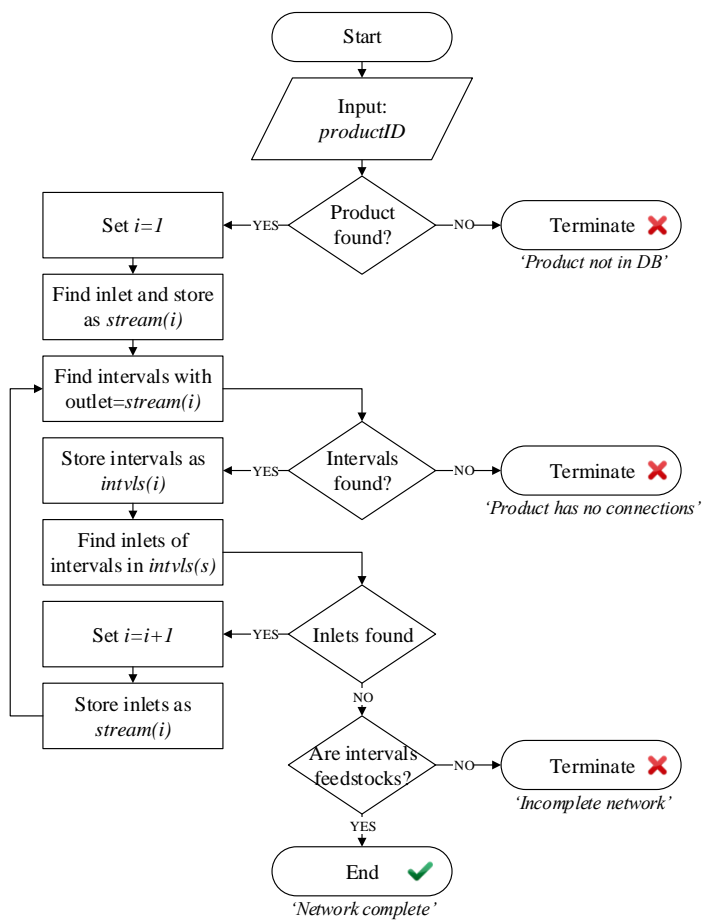 Start
Input:
productID
Product
found?
YES
NO
Set i=1
Terminate
‘Product not in DB’
Find inlet and store
as stream(i)
Find intervals with
outlet=stream(i)
Intervals
found?
YES
NO
Store intervals as
intvls(i)
Terminate
‘Product has no connections’
Find inlets of
intervals in intvls(s)
Inlets found
YES
NO
Set i=i+1
Store inlets as
stream(i)
Are intervals
feedstocks?
NO
YES
Terminate
‘Incomplete network’
End
‘Network complete’